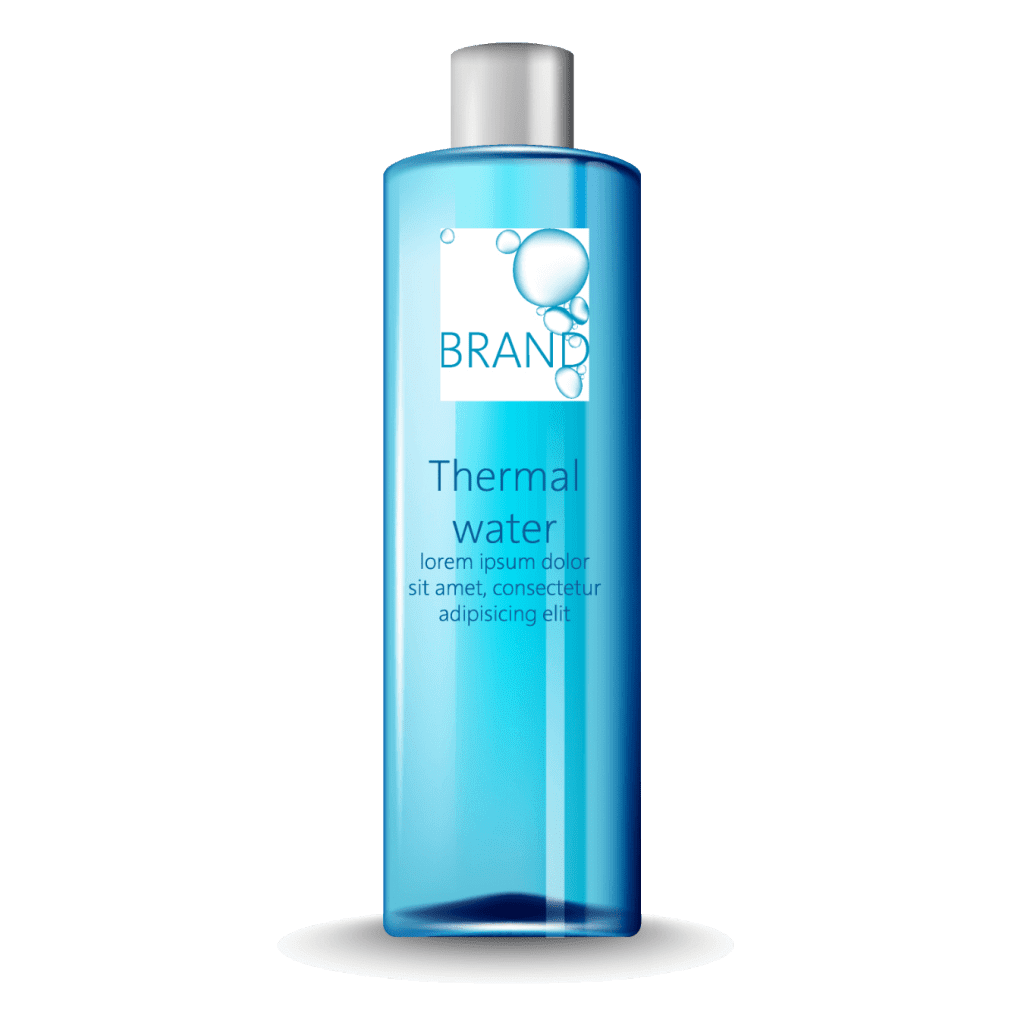 BRAND
Thermal
water
lorem ipsum dolor
sit amet, consectetur
adipisicing elit